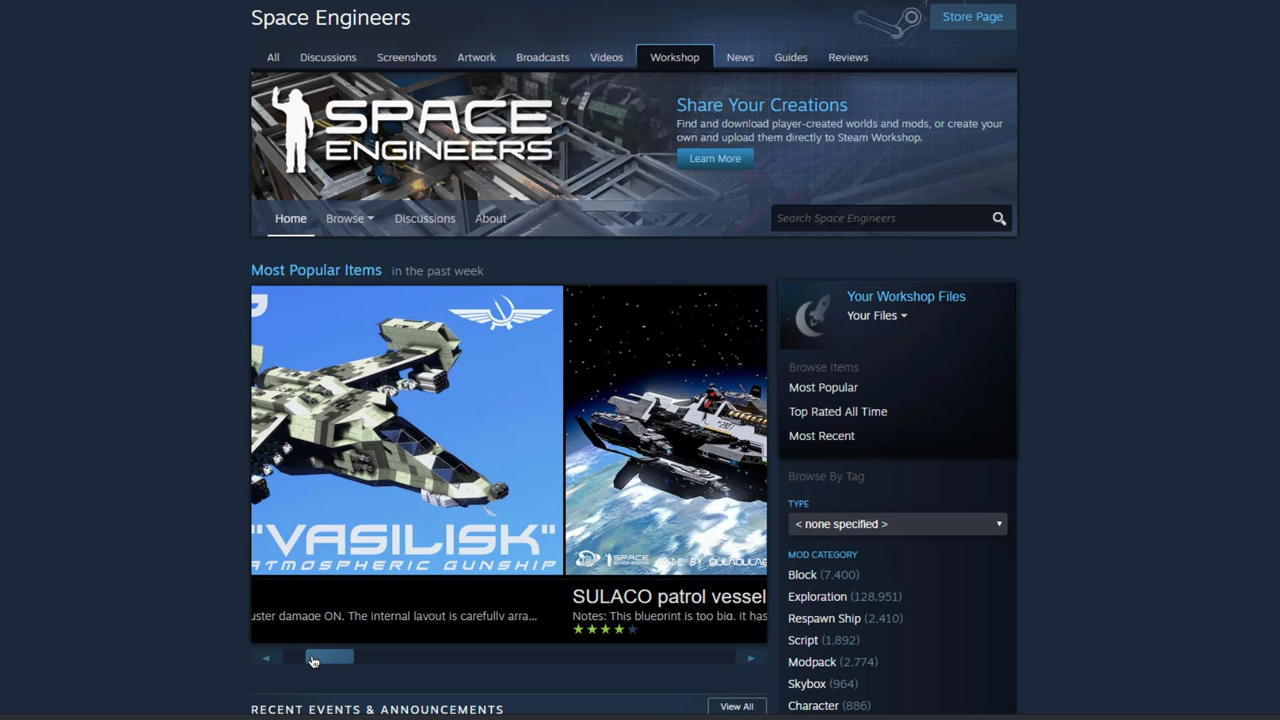 Space Engineers
Store Page
All Discussions Screenshots Artwork Broadcasts Videos Workshop News Guides Reviews
SPACE
ENGINEERS
Share Your Creations
Find and download player-created worlds and mods, or create your
own and upload them directly to Steam Workshop.
Learn More
Home Browse Discussions About
Search Space Engineers
Most Popular Items in the past week
"VASILISK"
ATMOSPHERIC GUNSHIP
SPACE
ENGINEERS
DE BY
SULACO patrol vessel
uster damage ON. The internal layout is carefully arra...
Notes: This blueprint is too big, it has
Your Workshop Files
Your Files
Browse Items
Most Popular
Top Rated All Time
Most Recent
Browse By Tag
TYPE
< none specified >
MOD CATEGORY
Block (7,400)
Exploration (128,951)
Respawn Ship (2,410)
Script (1,892)
Modpack (2,774)
Skybox (964)
Character (886)
RECENT EVENTS & ANNOUNCEMENTS
View All